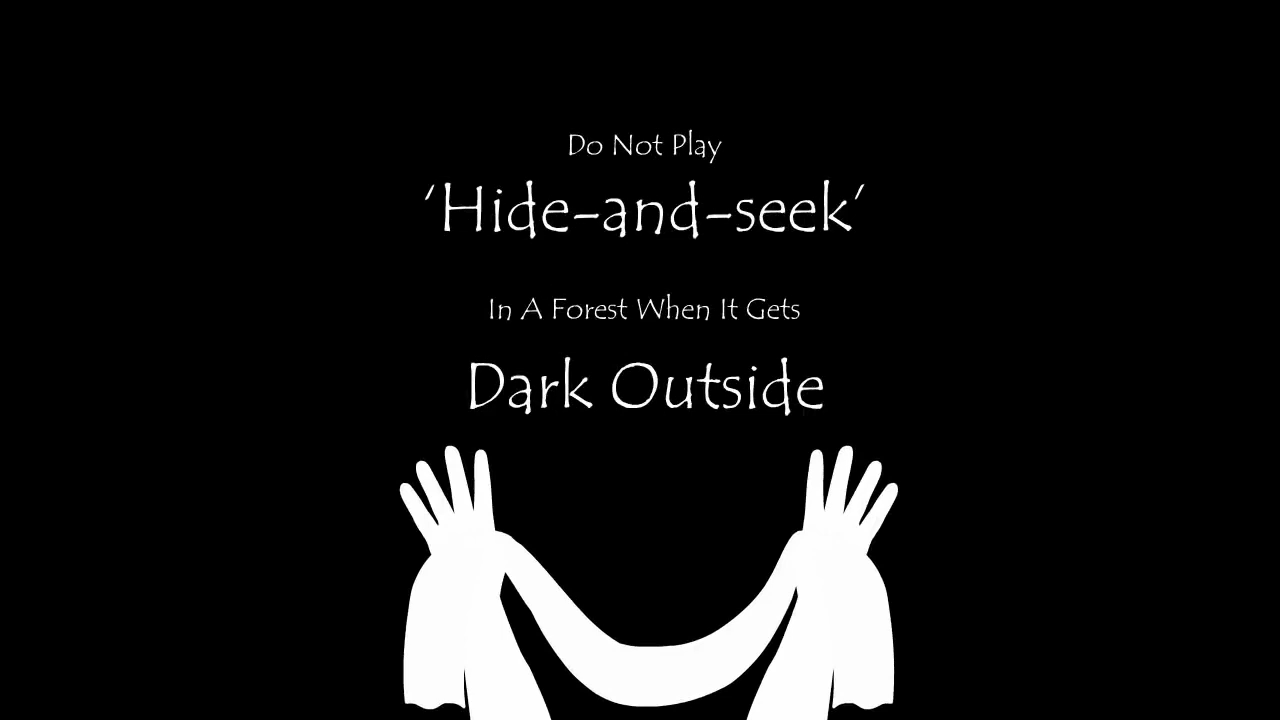 Do Not Play
‘Hide-and-seek‘
In A Forest When It Gets
Dark Outside